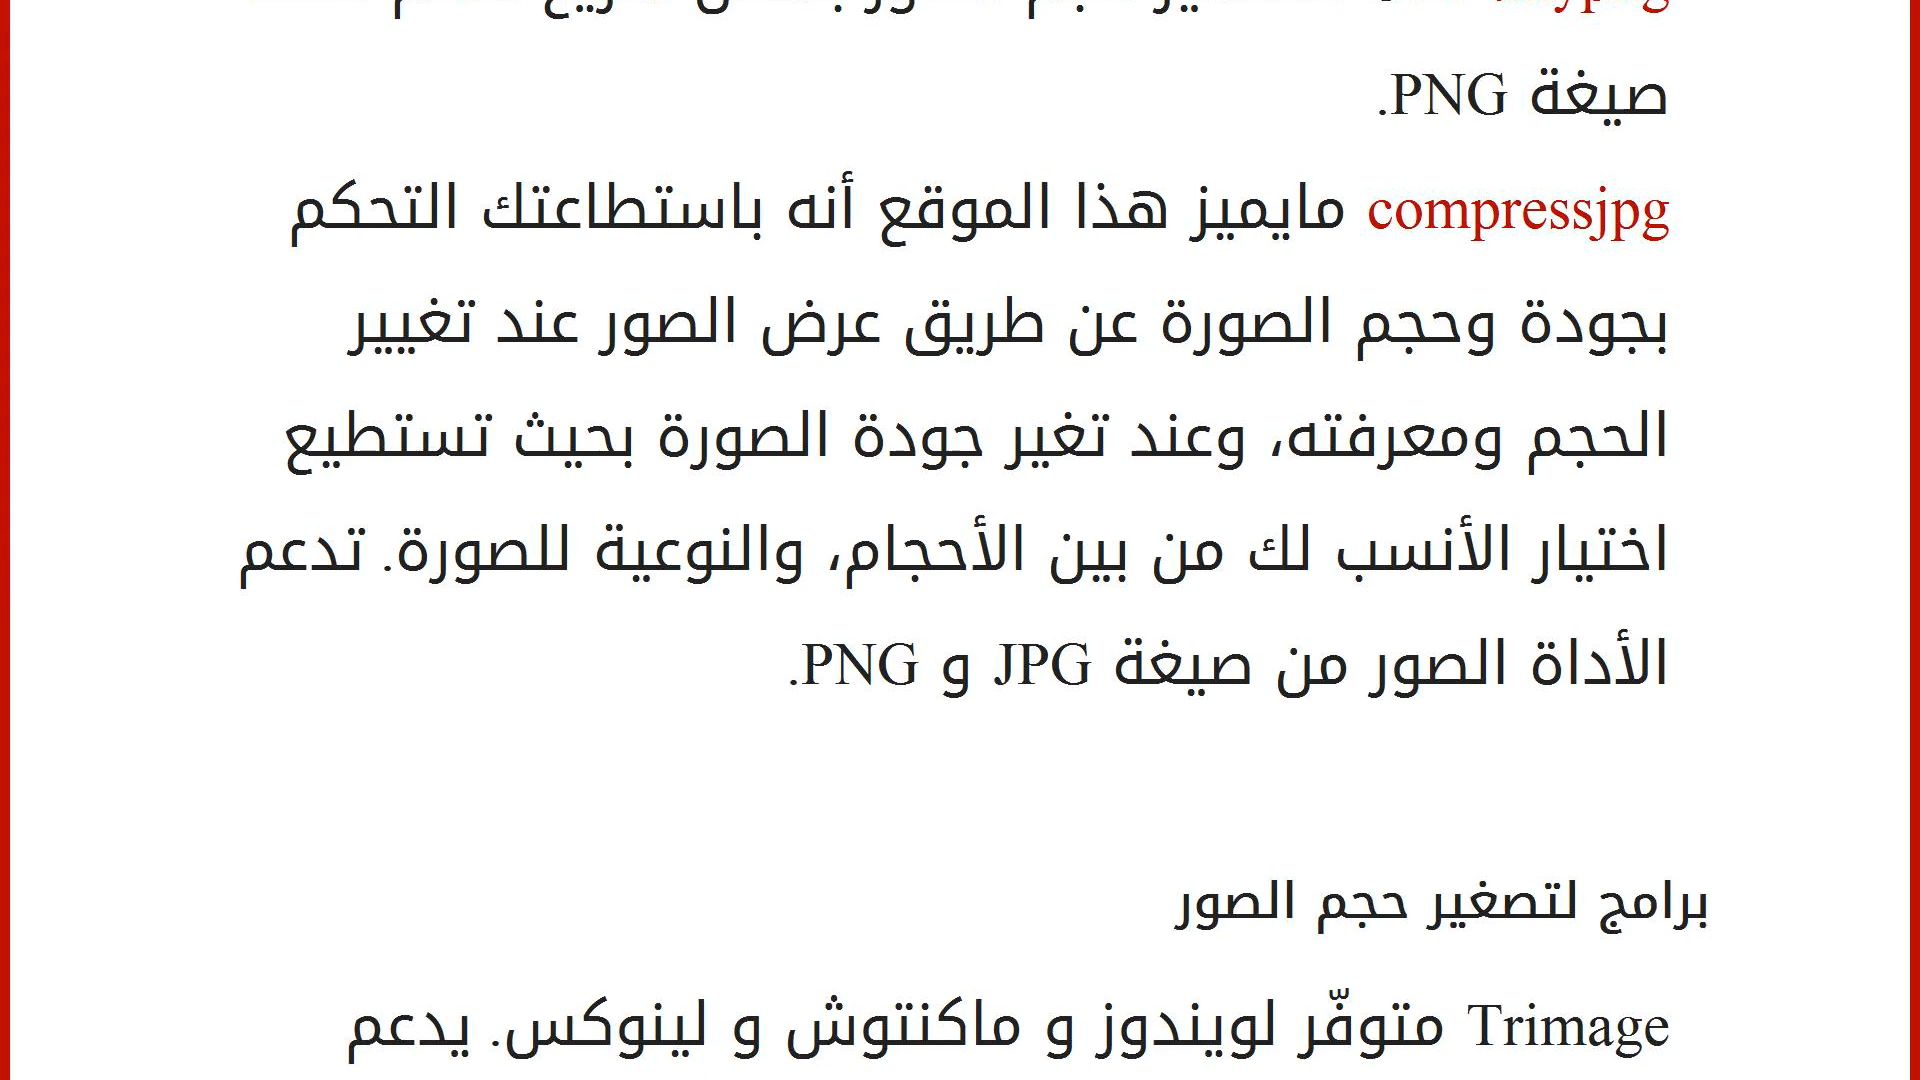 صيغة PNG.
compressjpg مايميز هذا الموقع أنه باستطاعتك التحكم
بجودة وحجم الصورة عن طريق عرض الصور عند تغيير
الحجم ومعرفته، وعند تغير جودة الصورة بحيث تستطيع
اختيار الأنسب لك من بين الأحجام، والنوعية للصورة. تدعم
الأداة الصور من صيغة JPG و PNG.
برامج لتصغير حجم الصور
Trimage متوفّر لويندوز و ماكنتوش و لينوكس. يدعم